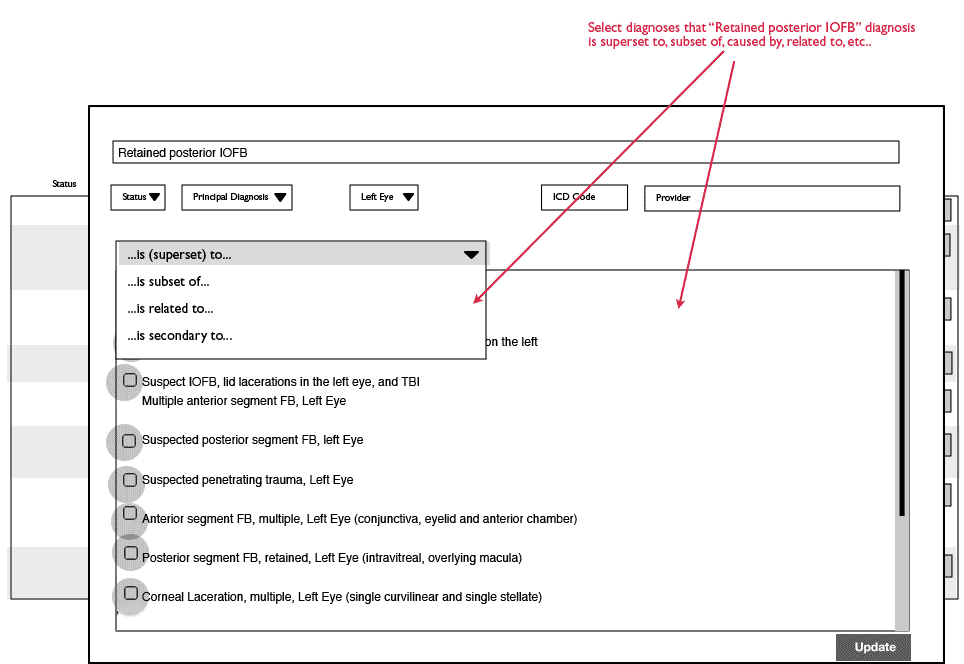 Select diagnoses that “Retained posterior IOFB” diagnosis
is superset to, subset of, caused by, related to, etc..
Retained posterior IOFB
Status
Status
Principal Diagnosis
Left Eye
ICD Code
Provider
...is (superset) to...
...is subset of...
...is related to...
...is secondary to...
on the left
Suspect IOFB, lid lacerations in the left eye, and TBI
Multiple anterior segment FB, Left Eye
Suspected posterior segment FB, left Eye
Suspected penetrating trauma, Left Eye
Anterior segment FB, multiple, Left Eye (conjunctiva, eyelid and anterior chamber)
Posterior segment FB, retained, Left Eye (intravitreal, overlying macula)
Corneal Laceration, multiple, Left Eye (single curvilinear and single stellate)
Update